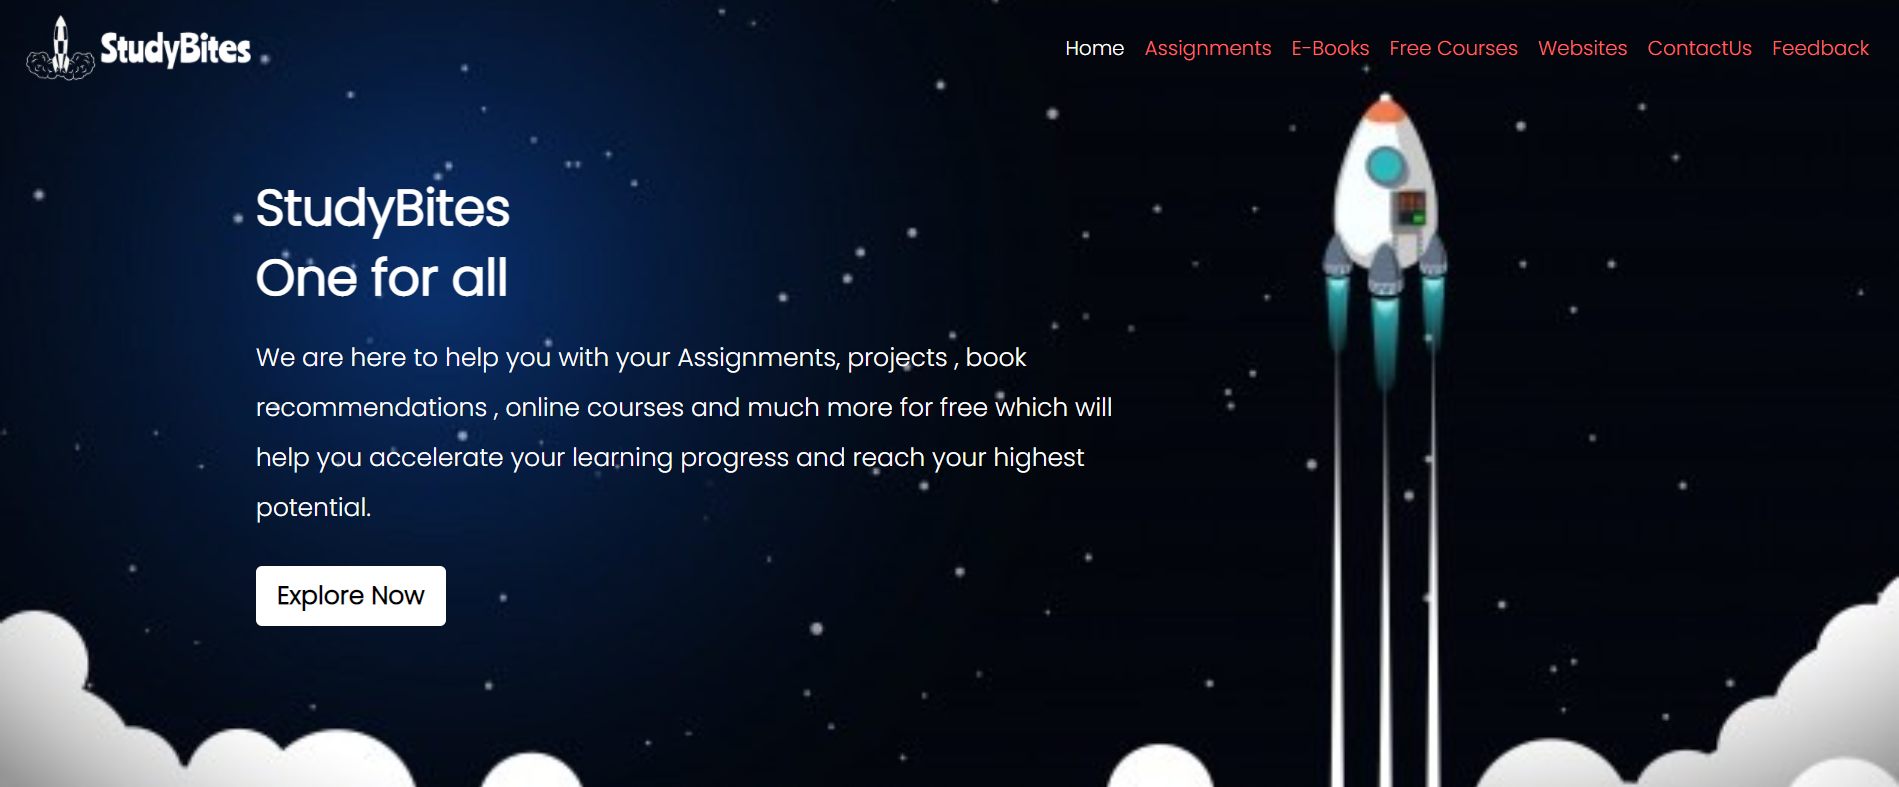 StudyBites
Home Assignments E-Books Free Courses Websites ContactUs Feedback
StudyBites
One for all
We are here to help you with your Assignments, projects , book
recommendations , online courses and much more for free which will
help you accelerate your learning progress and reach your highest
potential.
Explore Now